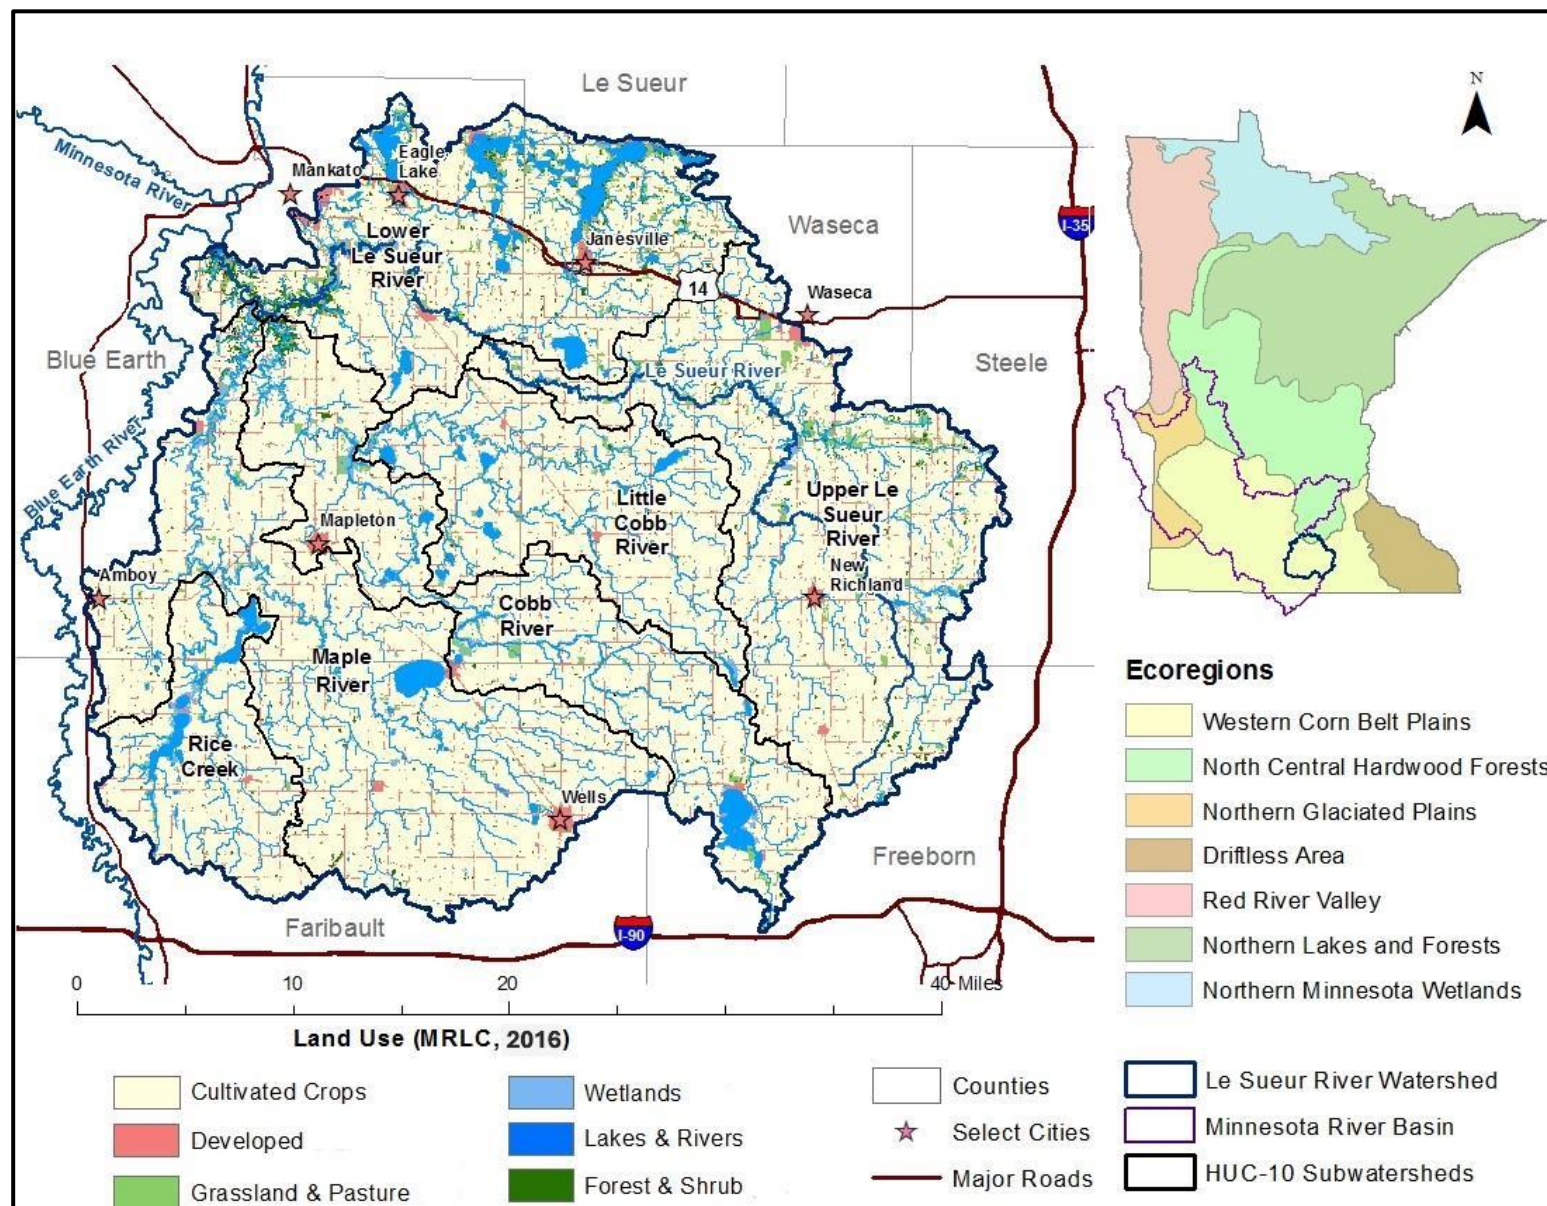 Le Sueur
N
Minnesota River
Mankato
Eagle
Lake
Waseca
I-35
Lower
Le Sueur
River
Janesville
14
Waseca
Blue Earth
Le Sueur River
Steele
Blue Earth River
Little
Cobb
River
Upper Le
Sueur
River
Mapleton
New
Richland
Amboy
Cobb
River
Maple
River
Rice
Creek
Wells
Freeborn
Faribault
I-90
0 10 20 40 Miles
Land Use (MRLC, 2016)
Cultivated Crops
Developed
Grassland & Pasture
Wetlands
Lakes & Rivers
Forest & Shrub
Counties
Select Cities
Major Roads
Ecoregions
Western Corn Belt Plains
North Central Hardwood Forests
Northern Glaciated Plains
Driftless Area
Red River Valley
Northern Lakes and Forests
Northern Minnesota Wetlands
Le Sueur River Watershed
Minnesota River Basin
HUC-10 Subwatersheds